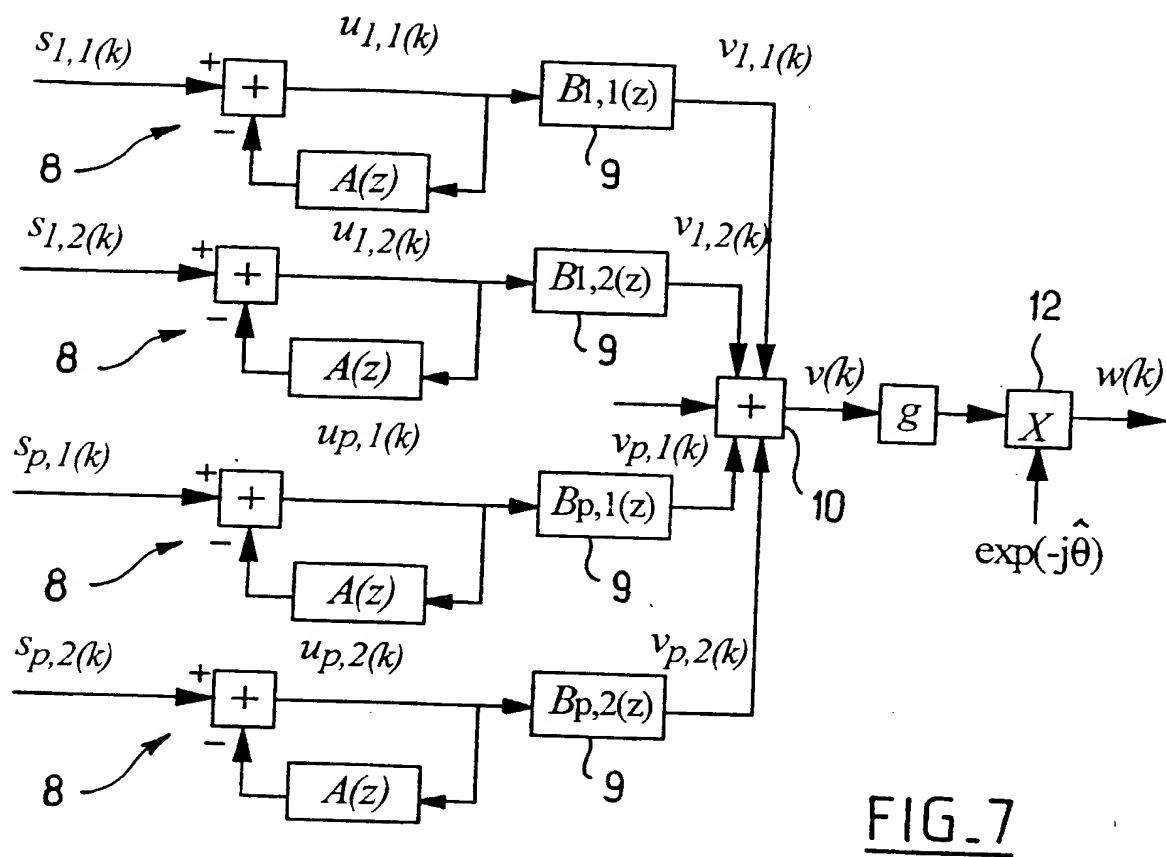 s1,1(k) u1,1(k) v1,1(k)
+ + B1,1(z)
−
8 A(z) 9
s1,2(k) u1,2(k) v1,2(k)
+ + B1,2(z)
−
8 A(z) 9 12
+ v(k) g X w(k)
up,1(k) vp,1(k) 10
sp,1(k)
+ + Bp,1(z) exp(-jθ̂)
−
8 A(z) 9
sp,2(k) up,2(k) vp,2(k)
+ + Bp,2(z)
−
8 A(z) 9
FIG_7